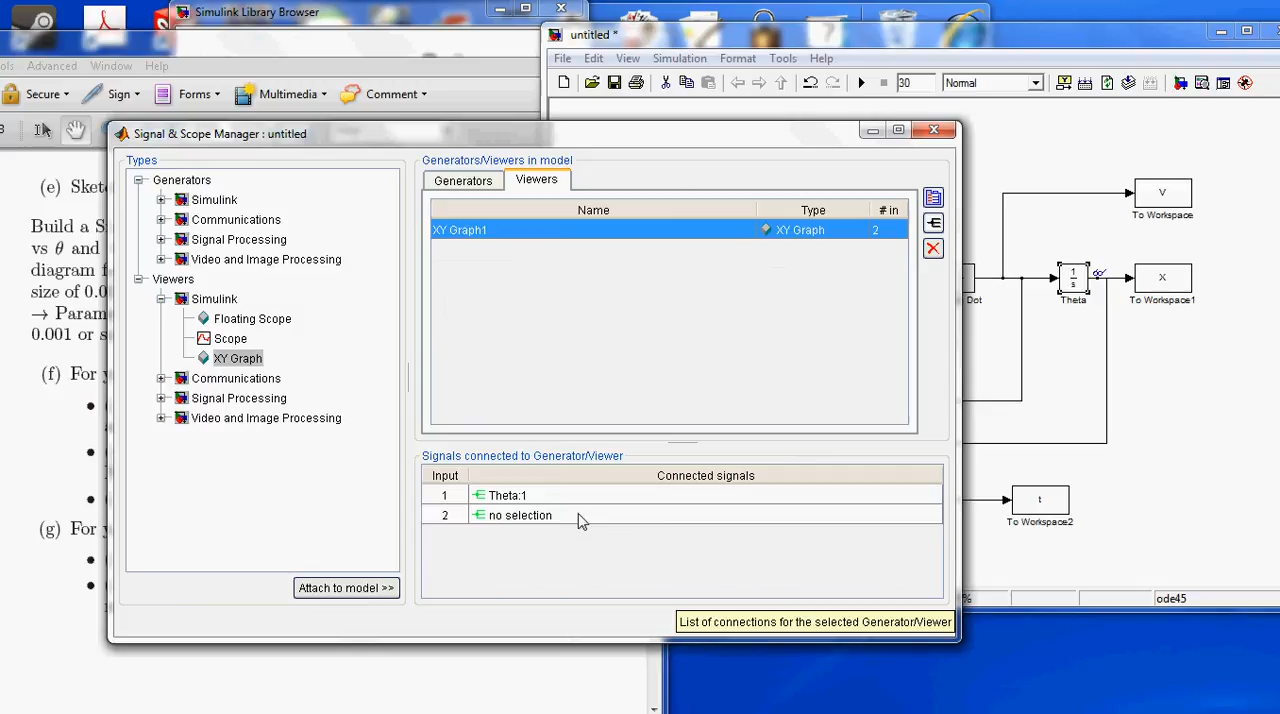 Simulink Library Browser
untitled *
File Edit View Simulation Format Tools Help
30 Normal
ols Advanced Window Help
Secure Sign Forms Multimedia Comment
(e) Sket
Build a S
vs θ and
diagram f
size of 0.0
→ Param
0.001 or s
(f) For y
(g) For y
Signal & Scope Manager : untitled
Types
Generators
Simulink
Communications
Signal Processing
Video and Image Processing
Viewers
Simulink
Floating Scope
Scope
XY Graph
Communications
Signal Processing
Video and Image Processing
Attach to model >>
Generators/Viewers in model
Generators Viewers
Name Type # in
XY Graph1 XY Graph 2
Signals connected to Generator/Viewer
Input Connected signals
1 Theta:1
2 no selection
List of connections for the selected Generator/Viewer
V
To Workspace
Dot
1
s
Theta
X
To Workspace1
t
To Workspace2
% ode45